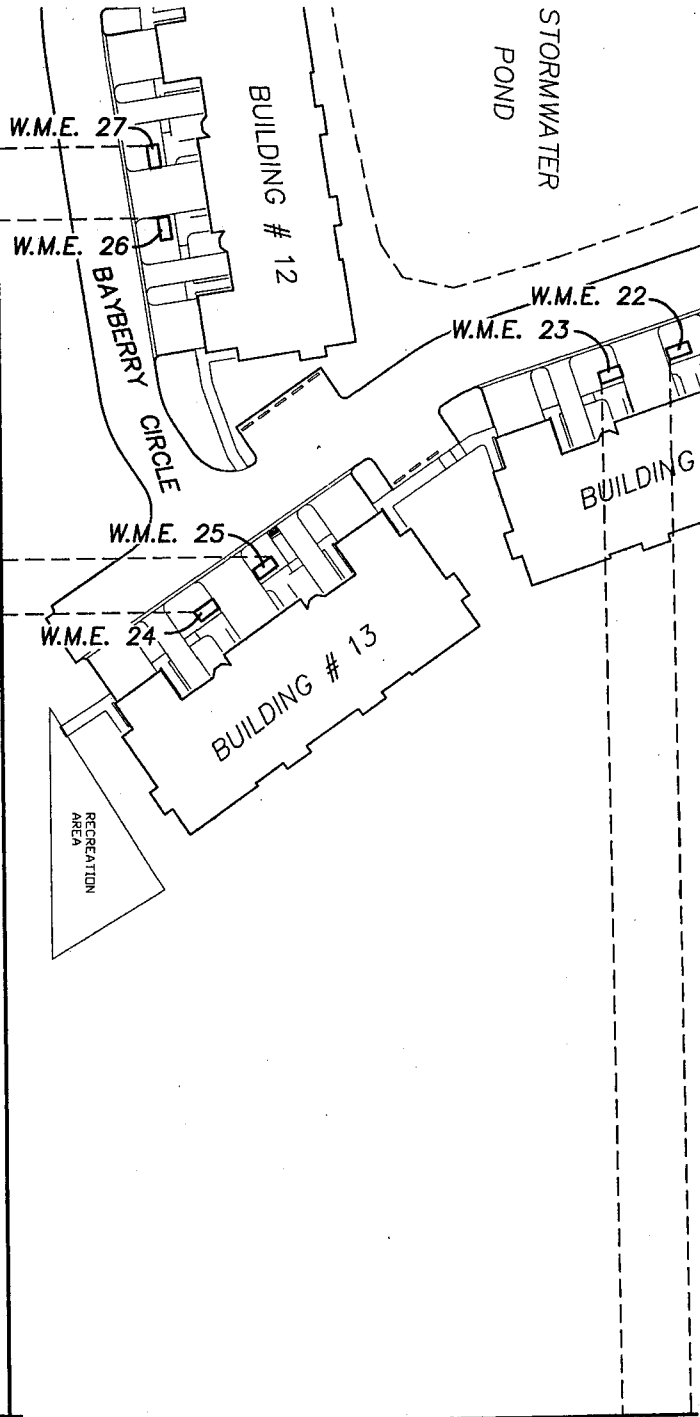 STORMWATER
POND
BUILDING # 12
W.M.E. 27
W.M.E. 26
BAYBERRY CIRCLE
W.M.E. 22
W.M.E. 23
BUILDING
W.M.E. 25
W.M.E. 24
BUILDING # 13
RECREATION
AREA